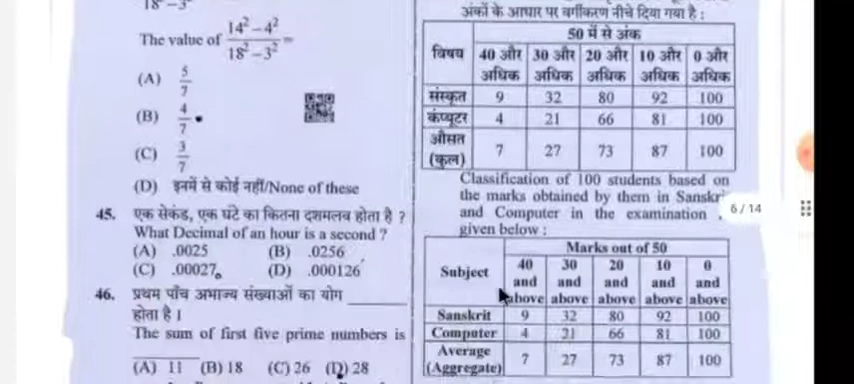 18² – 3²
The value of (14² – 4²)/(18² – 3²) =
(A) 5/7
(B) 4/7
(C) 3/7
(D) इनमें से कोई नहीं/None of these
45. एक सेकंड, एक घंटे का कितना दशमलव होता है ?
What Decimal of an hour is a second ?
(A) .0025 (B) .0256
(C) .00027 (D) .000126
46. प्रथम पाँच अभाज्य संख्याओं का योग ______
होता है ।
The sum of first five prime numbers is
______
(A) 11 (B) 18 (C) 26 (D) 28
अंकों के आधार पर वर्गीकरण नीचे दिया गया है :
50 में से अंक
विषय 40 और अधिक 30 और अधिक 20 और अधिक 10 और अधिक 0 और अधिक
संस्कृत 9 32 80 92 100
कंप्यूटर 4 21 66 81 100
औसत (कुल) 7 27 73 87 100
Classification of 100 students based on
the marks obtained by them in Sanskri
and Computer in the examination
given below :
Marks out of 50
Subject 40 and above 30 and above 20 and above 10 and above 0 and above
Sanskrit 9 32 80 92 100
Computer 4 21 66 81 100
Average (Aggregate) 7 27 73 87 100
6 / 14